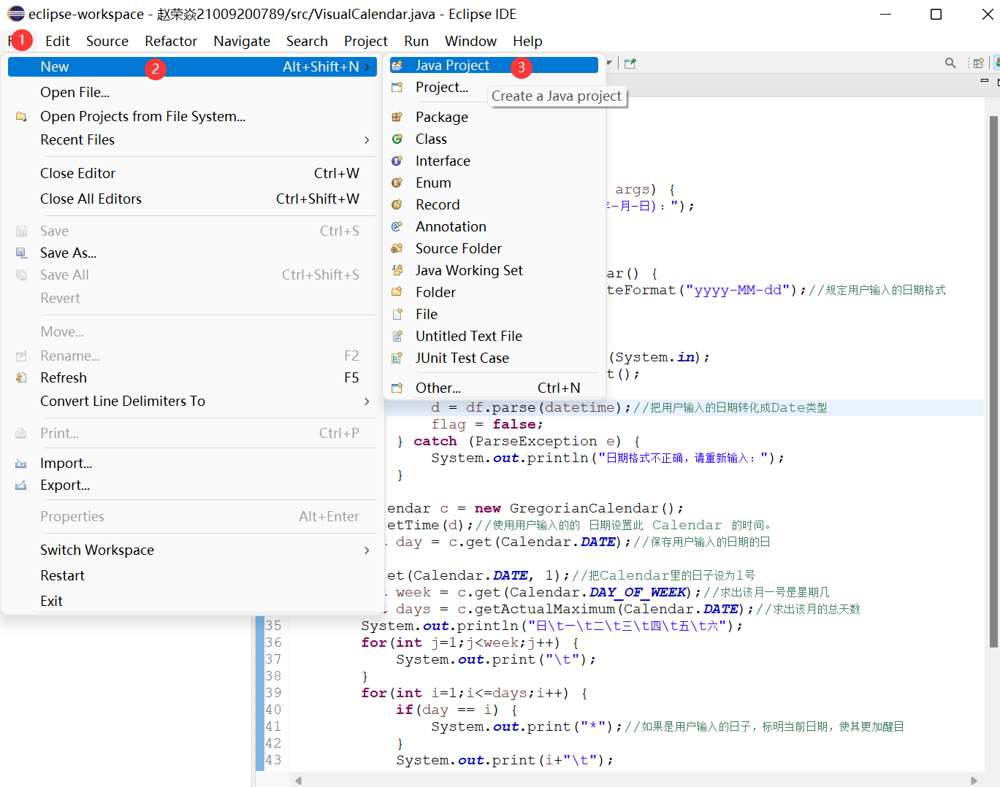 eclipse-workspace - 赵荣焱21009200789/src/VisualCalendar.java - Eclipse IDE
1 Edit Source Refactor Navigate Search Project Run Window Help
New 2 Alt+Shift+N
Open File...
Open Projects from File System...
Recent Files
Close Editor Ctrl+W
Close All Editors Ctrl+Shift+W
Save Ctrl+S
Save As...
Save All Ctrl+Shift+S
Revert
Move...
Rename... F2
Refresh F5
Convert Line Delimiters To
Print... Ctrl+P
Import...
Export...
Properties Alt+Enter
Switch Workspace
Restart
Exit
Java Project 3
Project...
Create a Java project
Package
Class
Interface
Enum
Record
Annotation
Source Folder
Java Working Set
Folder
File
Untitled Text File
JUnit Test Case
Other... Ctrl+N
args) {
-月-日):");
ar() {
teFormat("yyyy-MM-dd");//规定用户输入的日期格式
(System.in);
t();
d = df.parse(datetime);//把用户输入的日期转化成Date类型
flag = false;
} catch (ParseException e) {
System.out.println("日期格式不正确，请重新输入：");
}
endar c = new GregorianCalendar();
setTime(d);//使用用户输入的的 日期设置此 Calendar 的时间。
day = c.get(Calendar.DATE);//保存用户输入的日期的日
et(Calendar.DATE, 1);//把Calendar里的日子设为1号
week = c.get(Calendar.DAY_OF_WEEK);//求出该月一号是星期几
days = c.getActualMaximum(Calendar.DATE);//求出该月的总天数
35 System.out.println("日\t一\t二\t三\t四\t五\t六");
36 for(int j=1;j<week;j++) {
37 System.out.print("\t");
38 }
39 for(int i=1;i<=days;i++) {
40 if(day == i) {
41 System.out.print("*");//如果是用户输入的日子，标明当前日期，使其更加醒目
42 }
43 System.out.print(i+"\t");